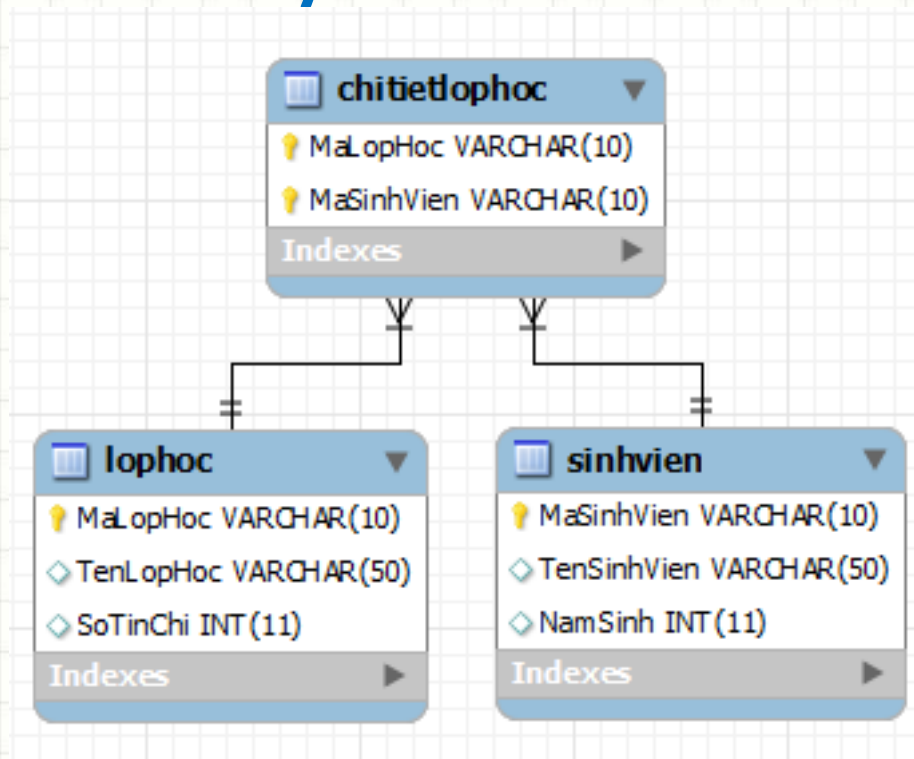 chitietlophoc
MaLopHoc VARCHAR(10)
MaSinhVien VARCHAR(10)
Indexes
lophoc
MaLopHoc VARCHAR(10)
TenLopHoc VARCHAR(50)
SoTinChi INT(11)
Indexes
sinhvien
MaSinhVien VARCHAR(10)
TenSinhVien VARCHAR(50)
NamSinh INT(11)
Indexes